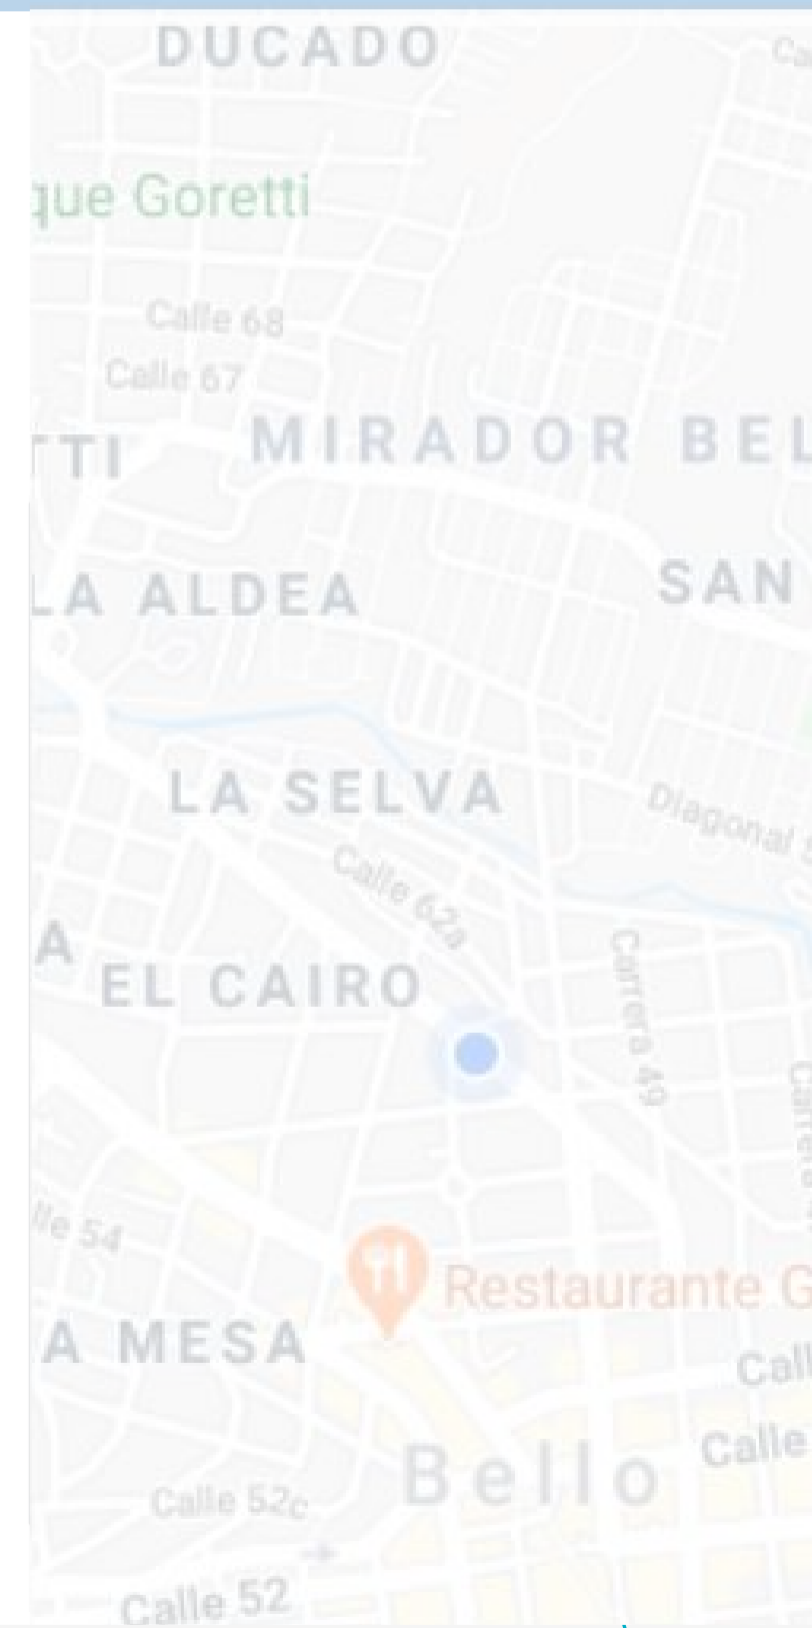 DUCADO
que Goretti
Calle 68
Calle 67
TTI
MIRADOR BEL
LA ALDEA
SAN
LA SELVA
Diagonal
Calle 62a
A
EL CAIRO
Carrera 49
Carrera
lle 54
Restaurante G
A MESA
Call
Calle
Bello
Calle 52c
Calle 52